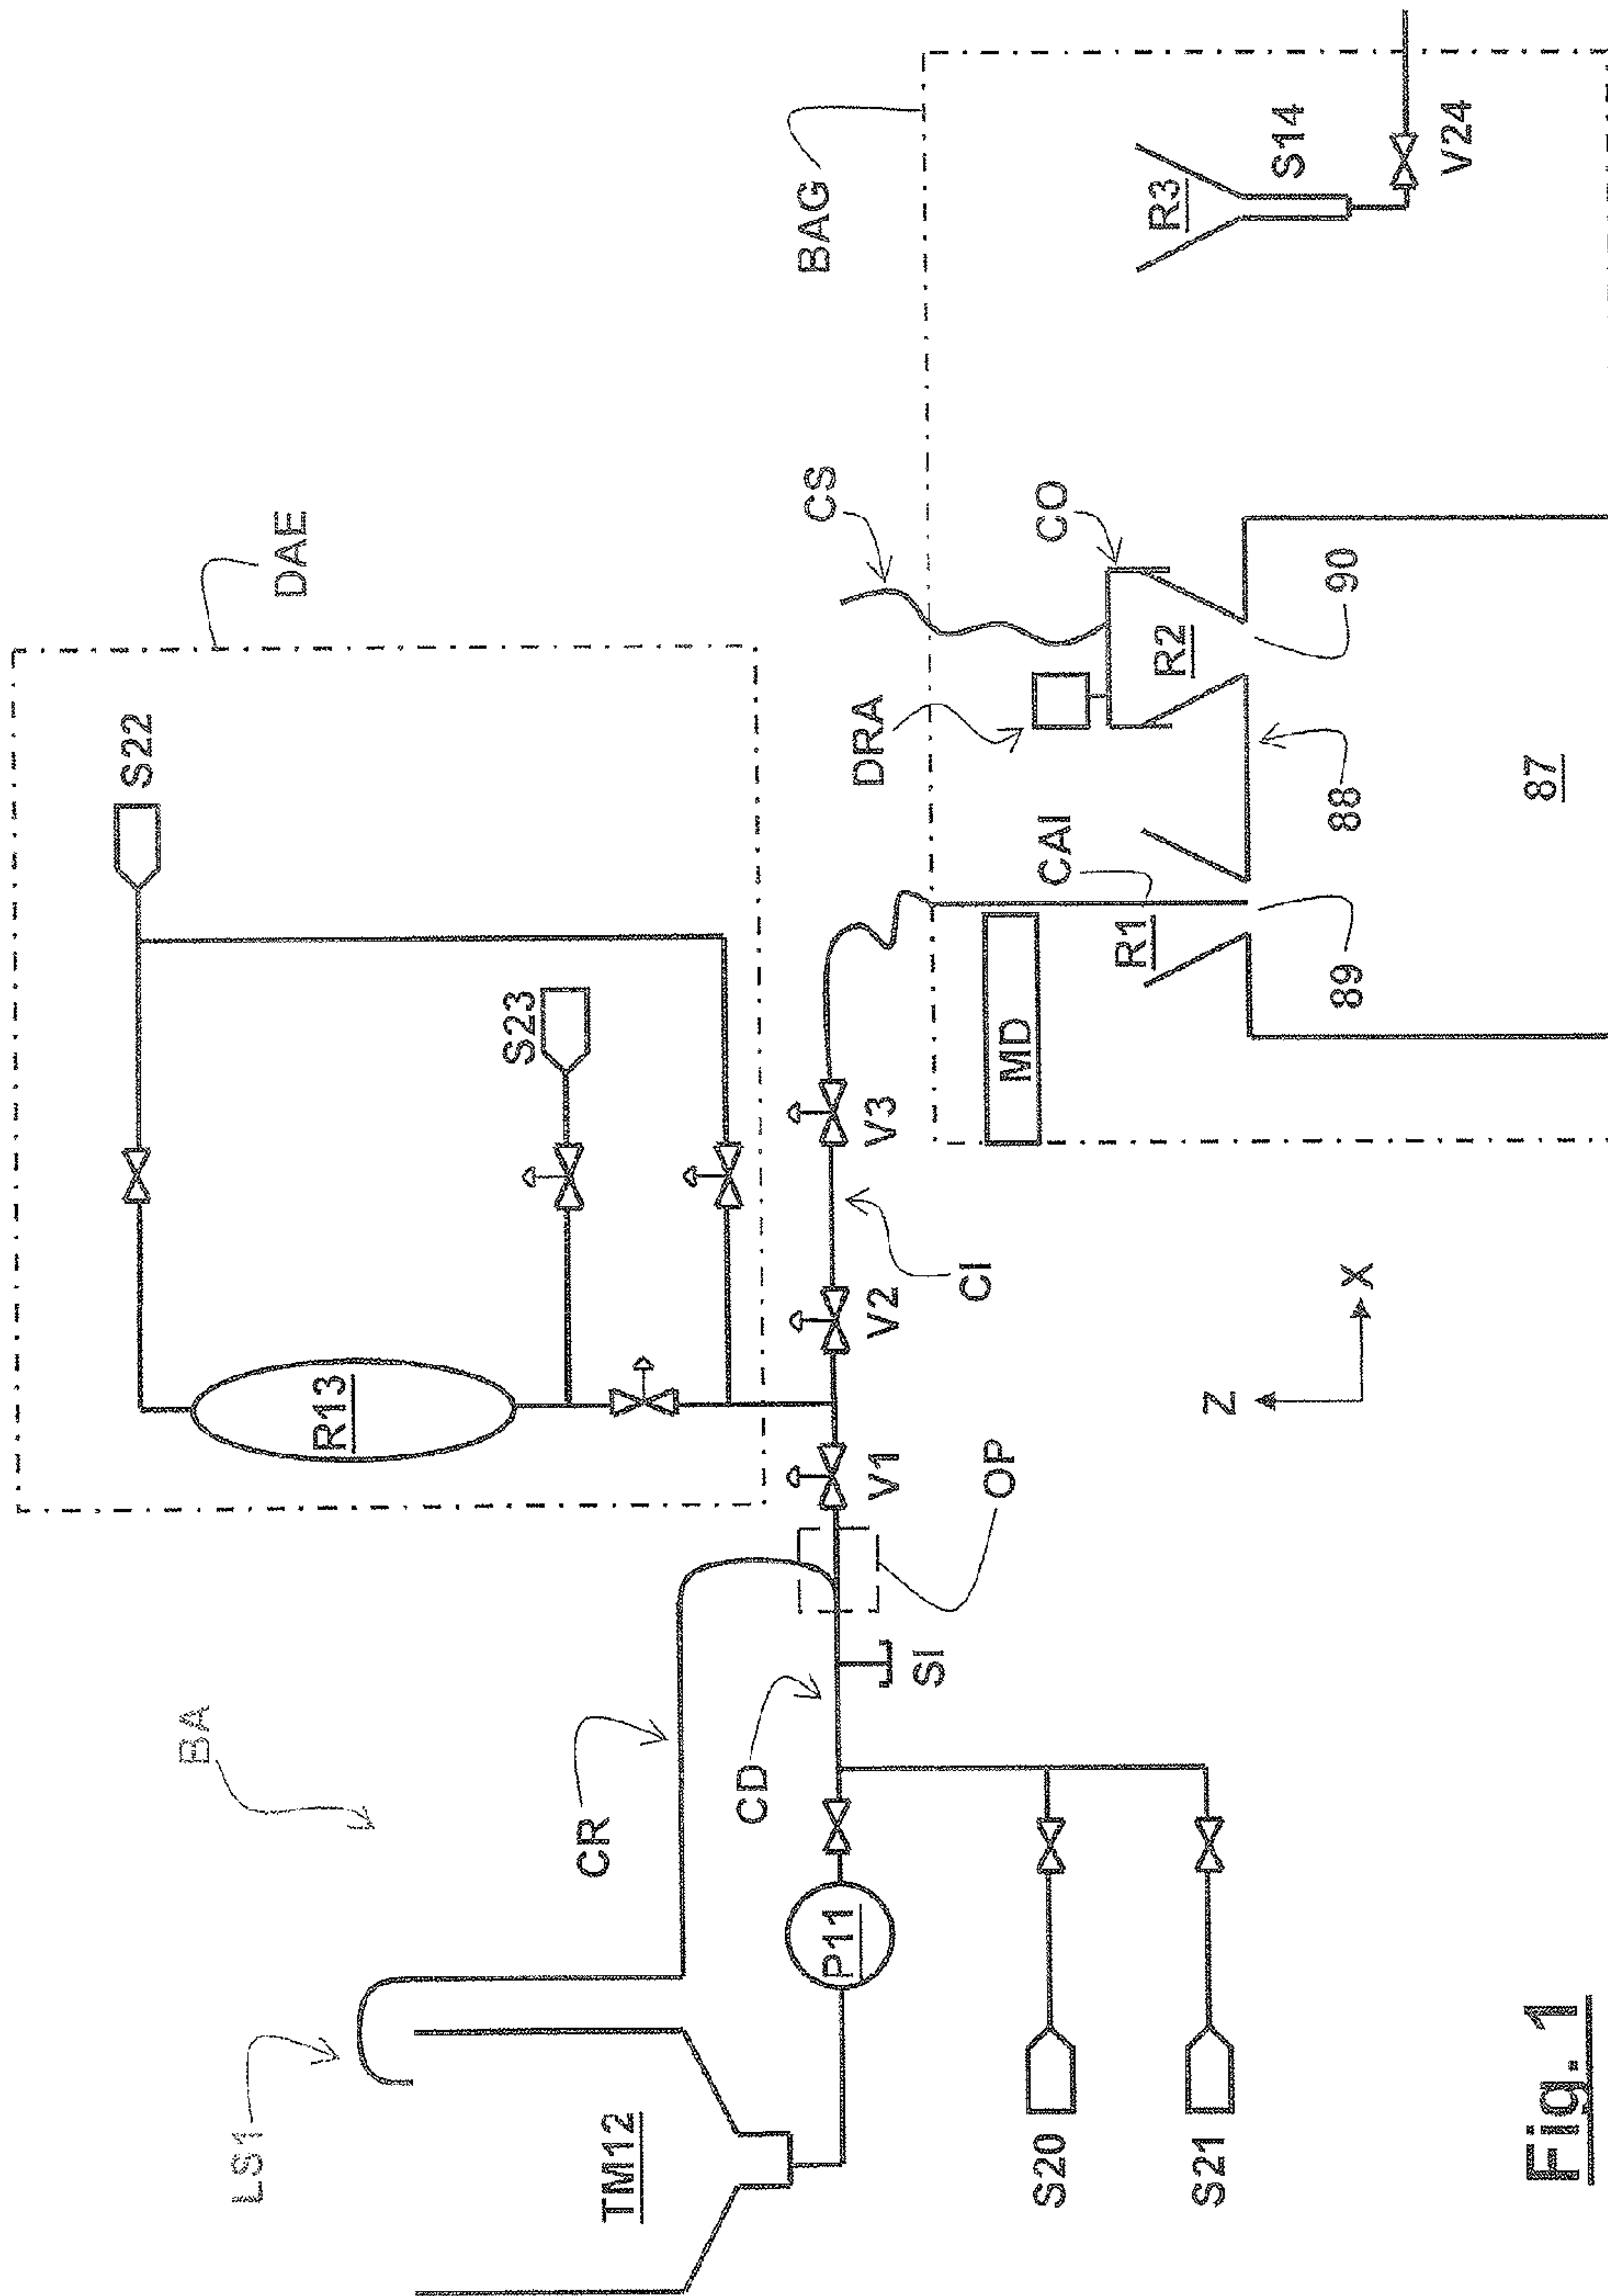 S22
DAE
S23
R13
BAG
R3
S14
V24
CS
CO
DRA
R2
90
88
CAI
R1
MD
89
87
V3
CI
V2
V1
OP
Z
X
BA
LS1
CR
CD
SI
TM12
P11
S20
S21
Fig. 1